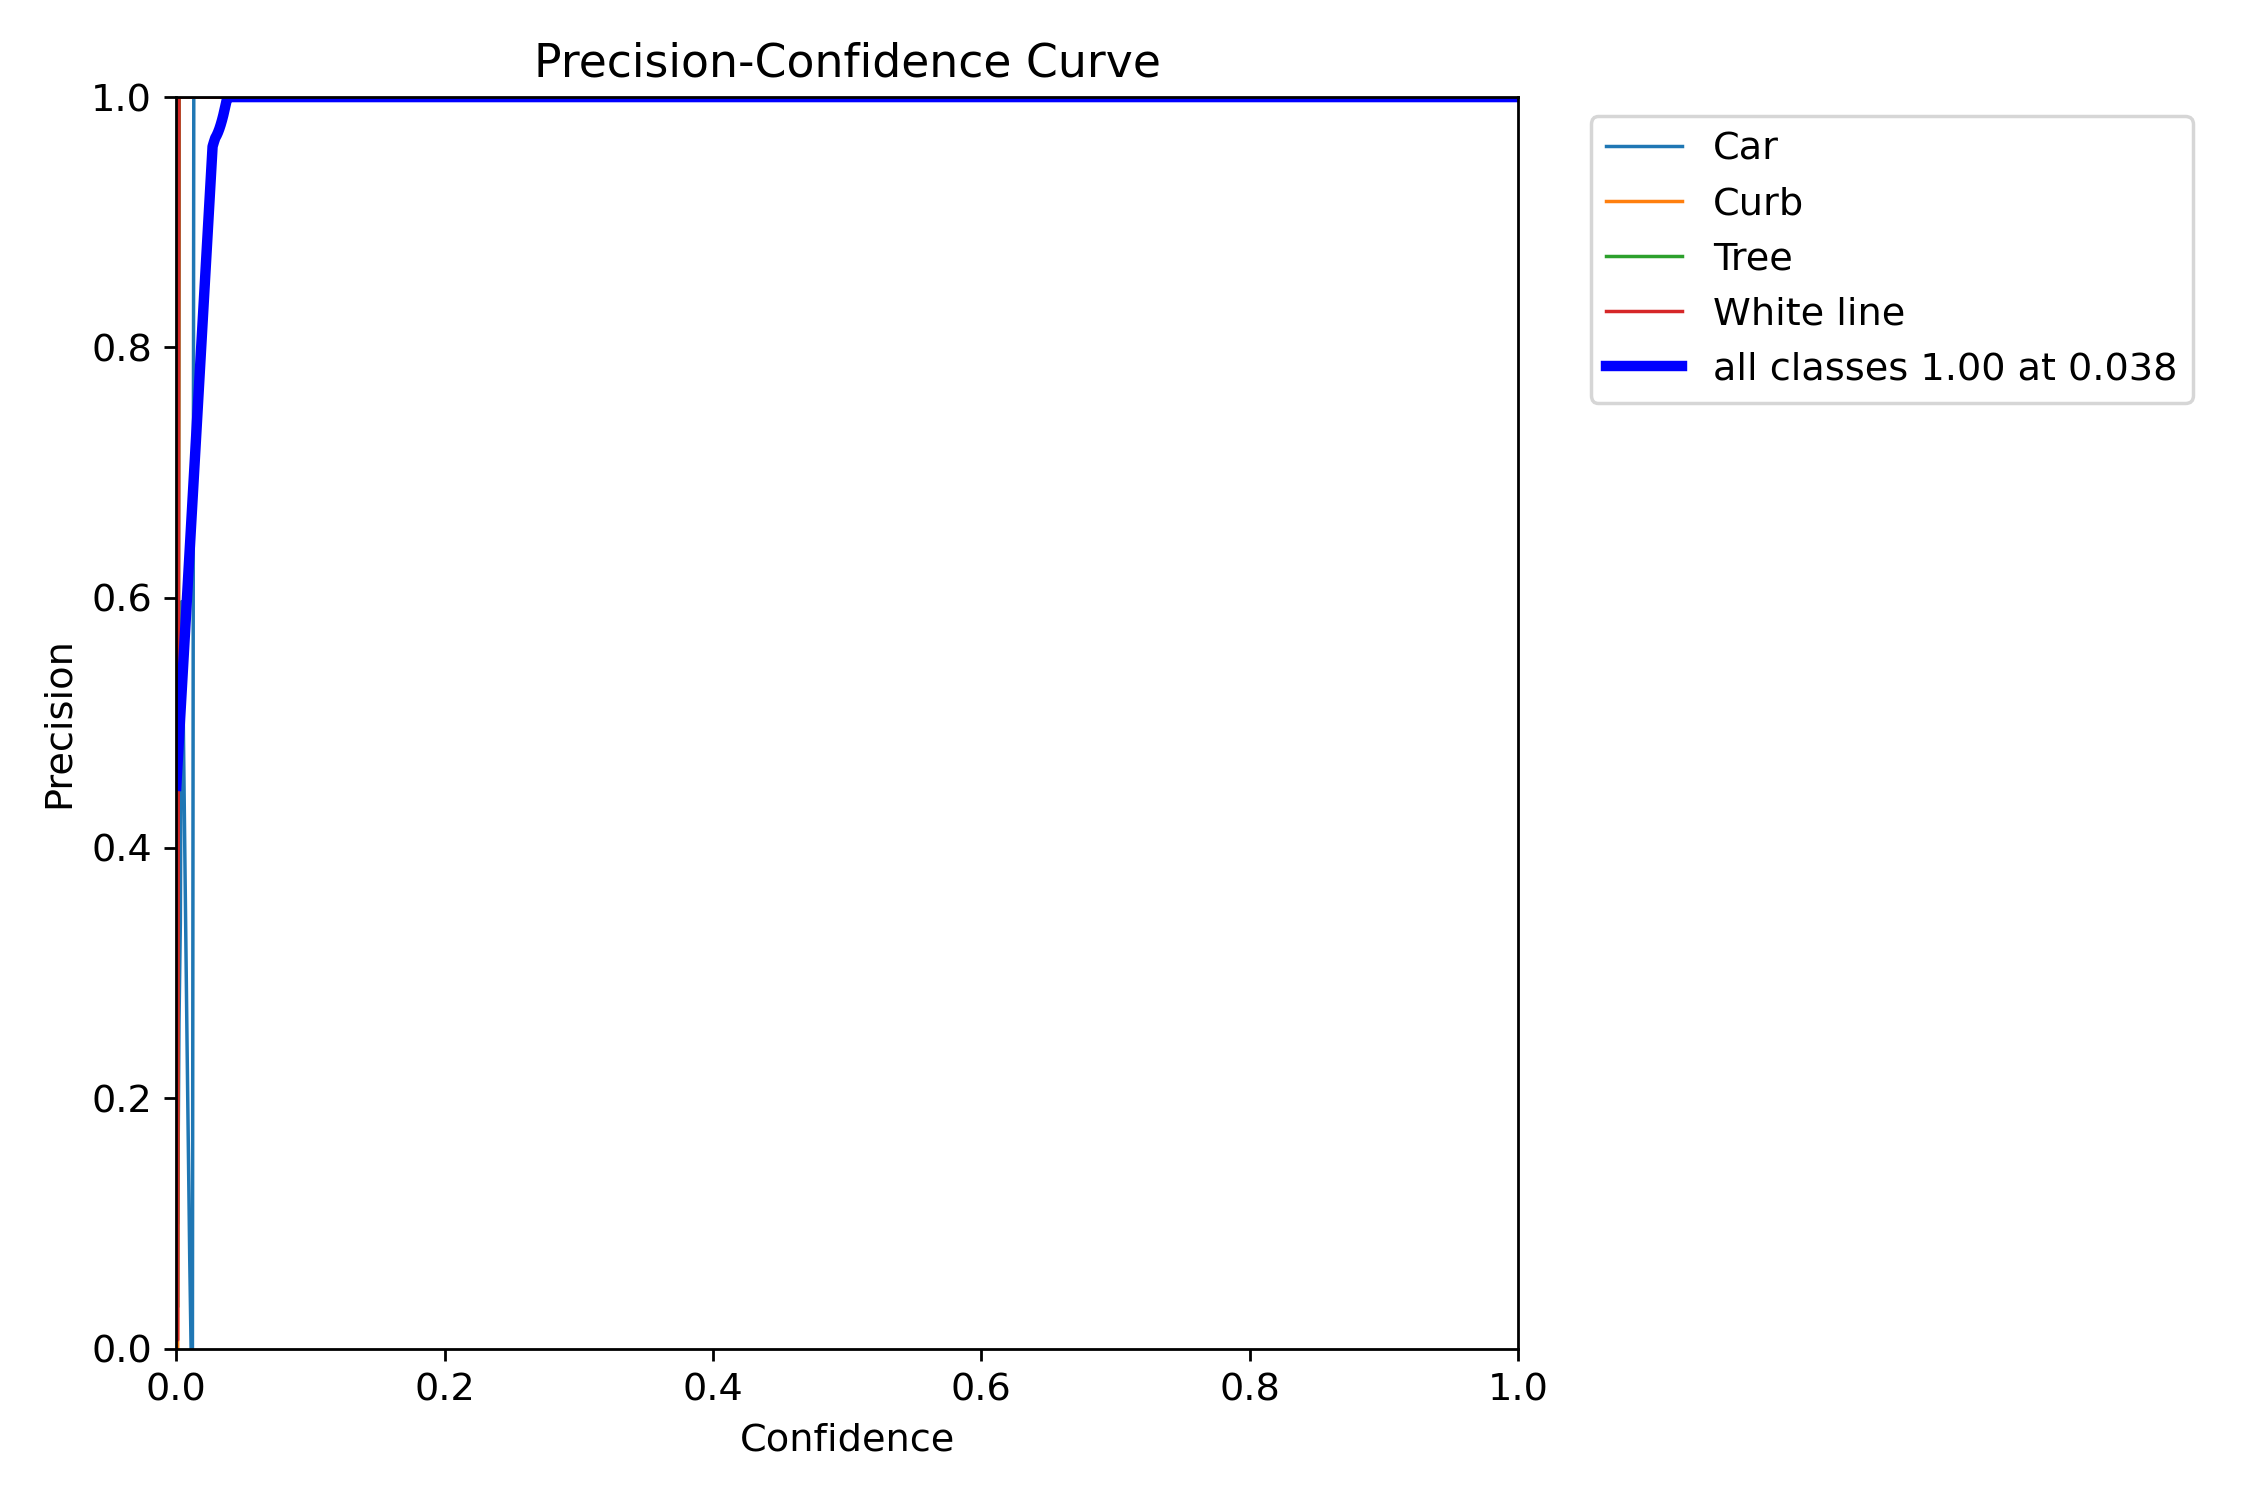 Precision-Confidence Curve
1.0
0.8
0.6
0.4
0.2
0.0
Precision
0.0 0.2 0.4 0.6 0.8 1.0
Confidence
Car
Curb
Tree
White line
all classes 1.00 at 0.038